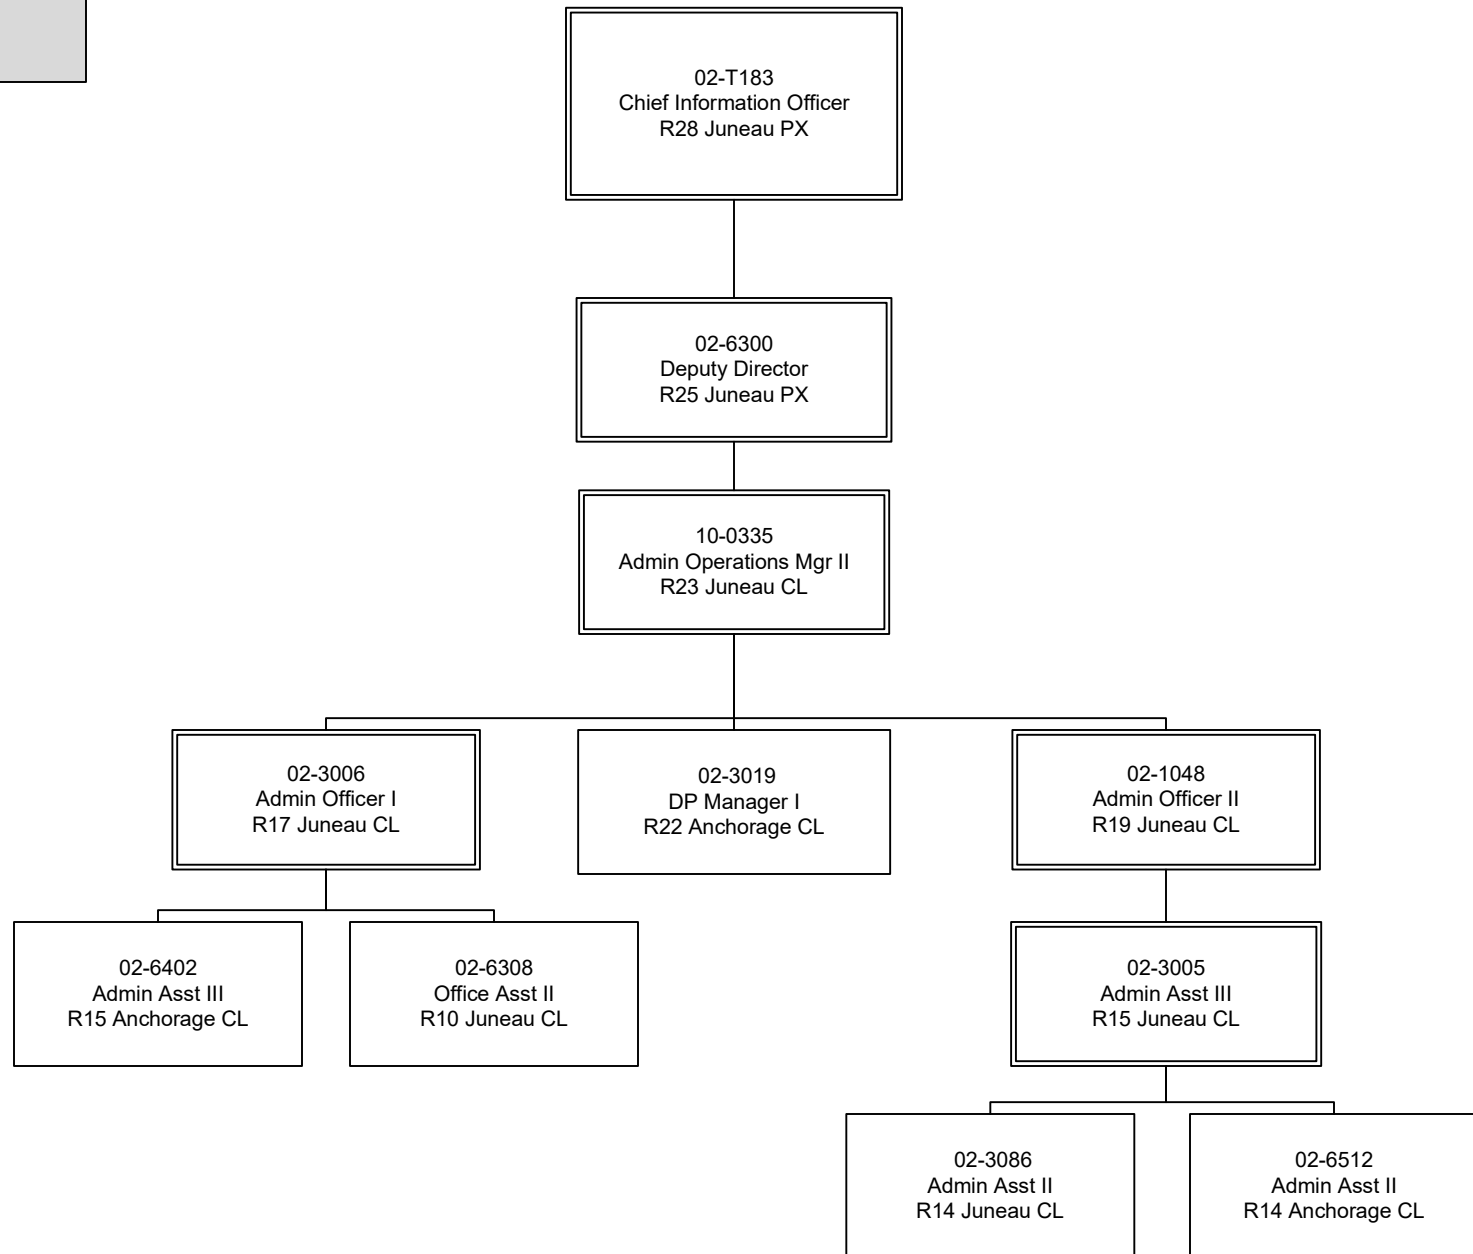 02-T183
Chief Information Officer
R28 Juneau PX
02-6300
Deputy Director
R25 Juneau PX
10-0335
Admin Operations Mgr II
R23 Juneau CL
02-3006
Admin Officer I
R17 Juneau CL
02-3019
DP Manager I
R22 Anchorage CL
02-1048
Admin Officer II
R19 Juneau CL
02-6402
Admin Asst III
R15 Anchorage CL
02-6308
Office Asst II
R10 Juneau CL
02-3005
Admin Asst III
R15 Juneau CL
02-3086
Admin Asst II
R14 Juneau CL
02-6512
Admin Asst II
R14 Anchorage CL